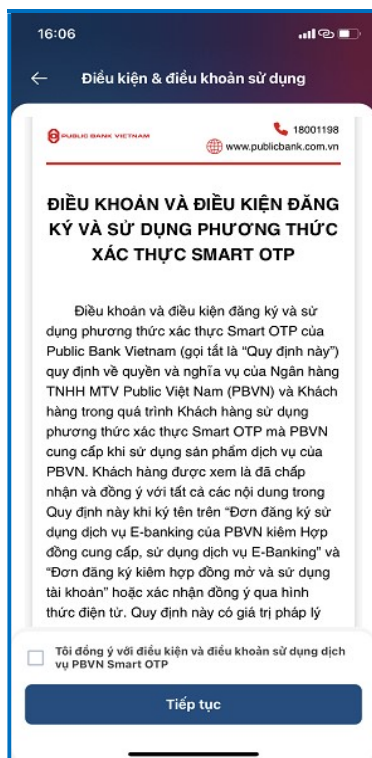 16:06
Điều kiện & điều khoản sử dụng
PUBLIC BANK VIETNAM
18001198
www.publicbank.com.vn
ĐIỀU KHOẢN VÀ ĐIỀU KIỆN ĐĂNG
KÝ VÀ SỬ DỤNG PHƯƠNG THỨC
XÁC THỰC SMART OTP
Điều khoản và điều kiện đăng ký và sử
dụng phương thức xác thực Smart OTP của
Public Bank Vietnam (gọi tắt là “Quy định này”)
quy định về quyền và nghĩa vụ của Ngân hàng
TNHH MTV Public Việt Nam (PBVN) và Khách
hàng trong quá trình Khách hàng sử dụng
phương thức xác thực Smart OTP mà PBVN
cung cấp khi sử dụng sản phẩm dịch vụ của
PBVN. Khách hàng được xem là đã chấp
nhận và đồng ý với tất cả các nội dung trong
Quy định này khi ký tên trên “Đơn đăng ký sử
dụng dịch vụ E-banking của PBVN kiêm Hợp
đồng cung cấp, sử dụng dịch vụ E-Banking” và
“Đơn đăng ký kiêm hợp đồng mở và sử dụng
tài khoản” hoặc xác nhận đồng ý qua hình
thức điện tử. Quy định này có giá trị pháp lý
Tôi đồng ý với điều kiện và điều khoản sử dụng dịch
vụ PBVN Smart OTP
Tiếp tục